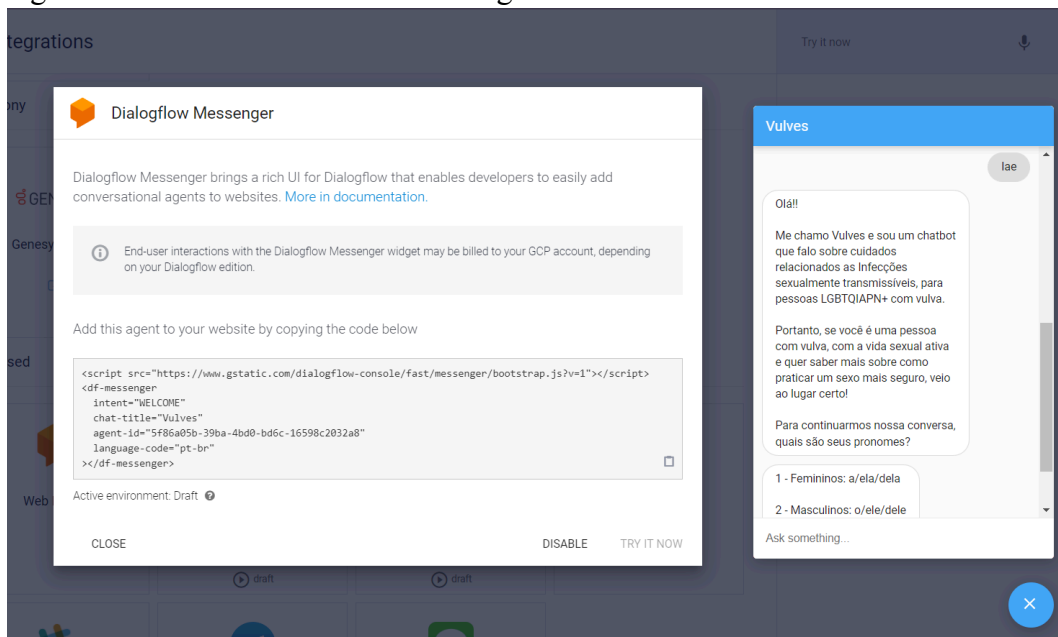 tegrations
Try it now
ony
GEN
Genesy
sed
Web
draft
draft
Dialogflow Messenger
Dialogflow Messenger brings a rich UI for Dialogflow that enables developers to easily add
conversational agents to websites. More in documentation.
End-user interactions with the Dialogflow Messenger widget may be billed to your GCP account, depending
on your Dialogflow edition.
Add this agent to your website by copying the code below
<script src="https://www.gstatic.com/dialogflow-console/fast/messenger/bootstrap.js?v=1"></script>
<df-messenger
intent="WELCOME"
chat-title="Vulves"
agent-id="5f86a05b-39ba-4bd0-bd6c-16598c2032a8"
language-code="pt-br"
></df-messenger>
Active environment: Draft
CLOSE
DISABLE
TRY IT NOW
Vulves
Iae
Olá!!
Me chamo Vulves e sou um chatbot
que falo sobre cuidados
relacionados as Infecções
sexualmente transmissíveis, para
pessoas LGBTQIAPN+ com vulva.
Portanto, se você é uma pessoa
com vulva, com a vida sexual ativa
e quer saber mais sobre como
praticar um sexo mais seguro, veio
ao lugar certo!
Para continuarmos nossa conversa,
quais são seus pronomes?
1 - Femininos: a/ela/dela
2 - Masculinos: o/ele/dele
Ask something...